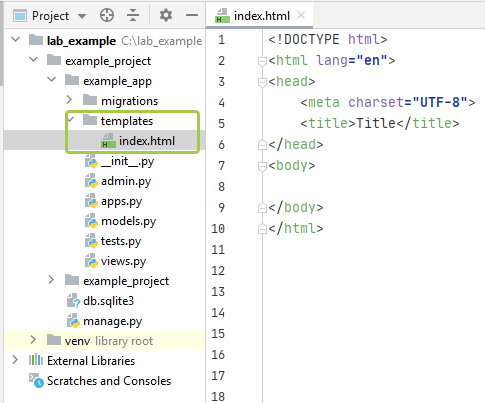 Project
index.html
lab_example C:\lab_example
example_project
example_app
migrations
templates
index.html
__init__.py
admin.py
apps.py
models.py
tests.py
views.py
example_project
db.sqlite3
manage.py
venv library root
External Libraries
Scratches and Consoles
1 <!DOCTYPE html>
2 <html lang="en">
3 <head>
4 <meta charset="UTF-8">
5 <title>Title</title>
6 </head>
7 <body>
8
9 </body>
10 </html>
11
12
13
14
15
16
17
18